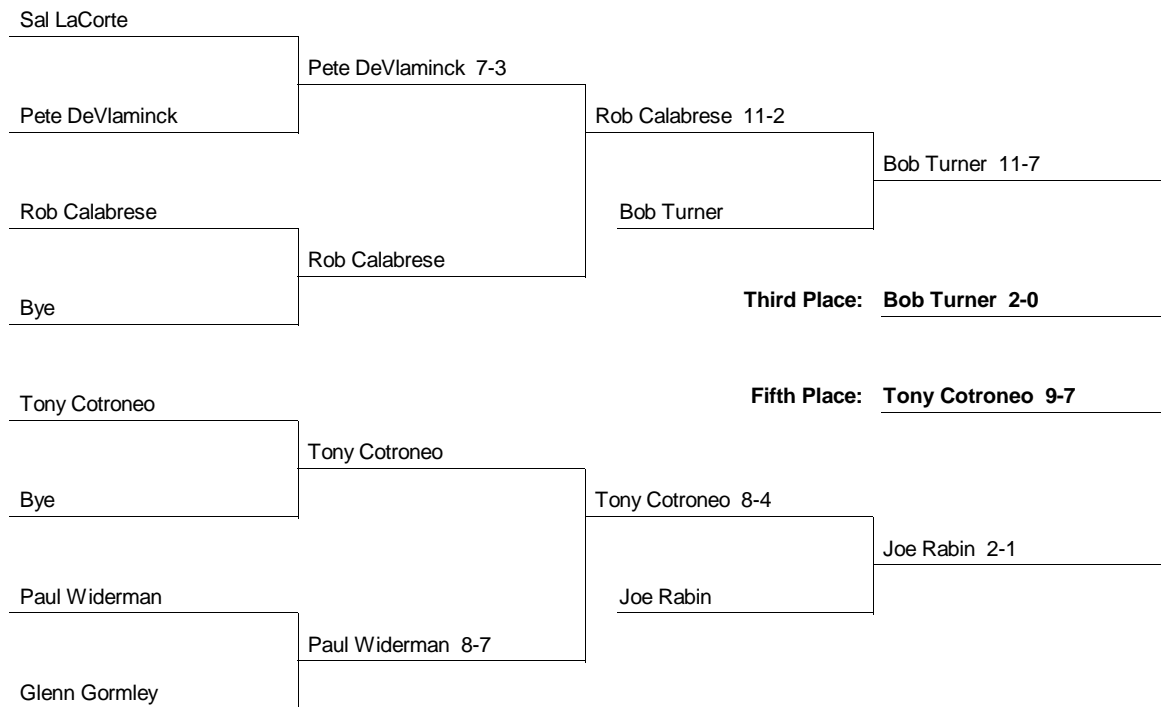 Sal LaCorte
Pete DeVlaminck 7-3
Pete DeVlaminck
Rob Calabrese 11-2
Bob Turner 11-7
Rob Calabrese
Bob Turner
Rob Calabrese
Third Place: Bob Turner 2-0
Bye
Fifth Place: Tony Cotroneo 9-7
Tony Cotroneo
Tony Cotroneo
Bye
Tony Cotroneo 8-4
Joe Rabin 2-1
Paul Widerman
Joe Rabin
Paul Widerman 8-7
Glenn Gormley